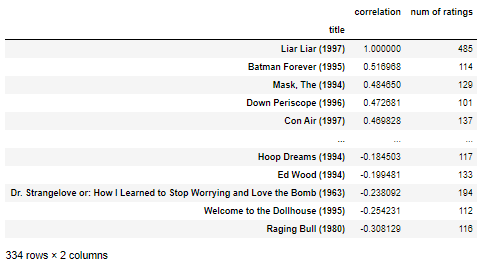 correlation num of ratings
title
Liar Liar (1997) 1.000000 485
Batman Forever (1995) 0.516968 114
Mask, The (1994) 0.484650 129
Down Periscope (1996) 0.472681 101
Con Air (1997) 0.469828 137
... ... ...
Hoop Dreams (1994) -0.184503 117
Ed Wood (1994) -0.199481 133
Dr. Strangelove or: How I Learned to Stop Worrying and Love the Bomb (1963) -0.238092 194
Welcome to the Dollhouse (1995) -0.254231 112
Raging Bull (1980) -0.308129 116
334 rows × 2 columns